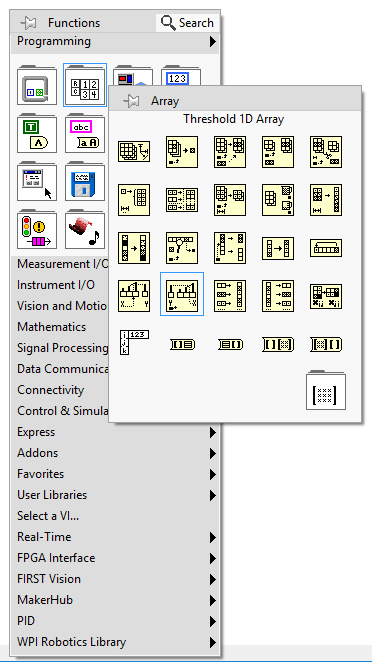 Functions
Search
Programming
Array
Threshold 1D Array
Measurement I/O
Instrument I/O
Vision and Motio
Mathematics
Signal Processing
Data Communica
Connectivity
Control & Simula
Express
Addons
Favorites
User Libraries
Select a VI...
Real-Time
FPGA Interface
FIRST Vision
MakerHub
PID
WPI Robotics Library